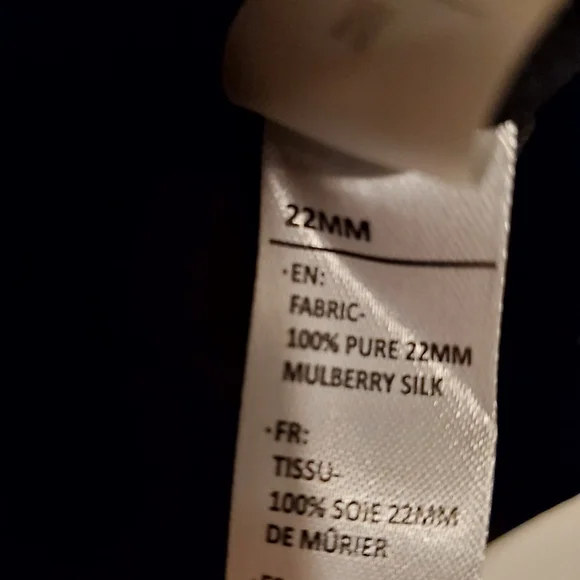 22MM
·EN:
FABRIC-
100% PURE 22MM
MULBERRY SILK
·FR:
TISSU-
100% SOIE 22MM
DE MÛRIER